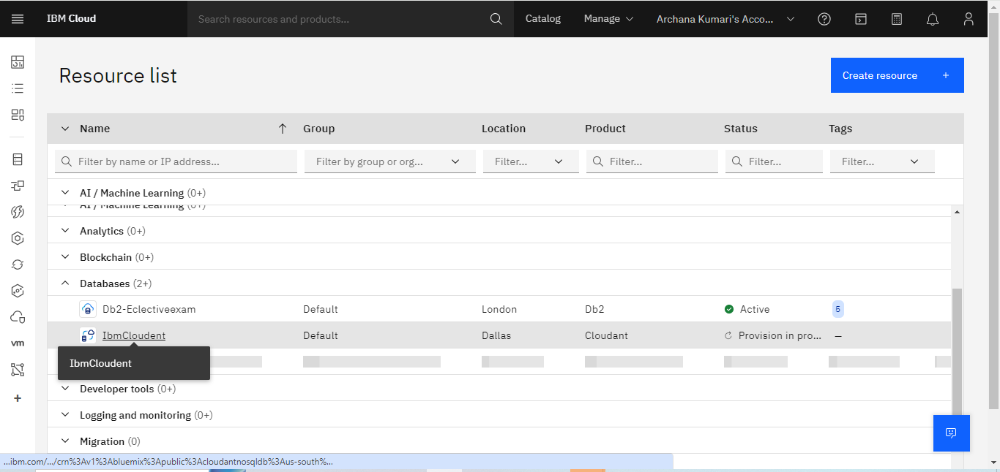 IBM Cloud
Search resources and products...
Catalog
Manage
Archana Kumari's Acco...
Resource list
Create resource +
Name Group Location Product Status Tags
Filter by name or IP address... Filter by group or org... Filter... Filter... Filter... Filter...
AI / Machine Learning (0+)
AI / Machine Learning (0+)
Analytics (0+)
Blockchain (0+)
Databases (2+)
Db2-Eclectiveexam Default London Db2 Active 5
IbmCloudent Default Dallas Cloudant Provision in pro... –
IbmCloudent
Developer tools (0+)
Logging and monitoring (0+)
Migration (0)
vm
...ibm.com/.../crn%3Av1%3Abluemix%3Apublic%3Acloudantnosqldb%3Aus-south%...